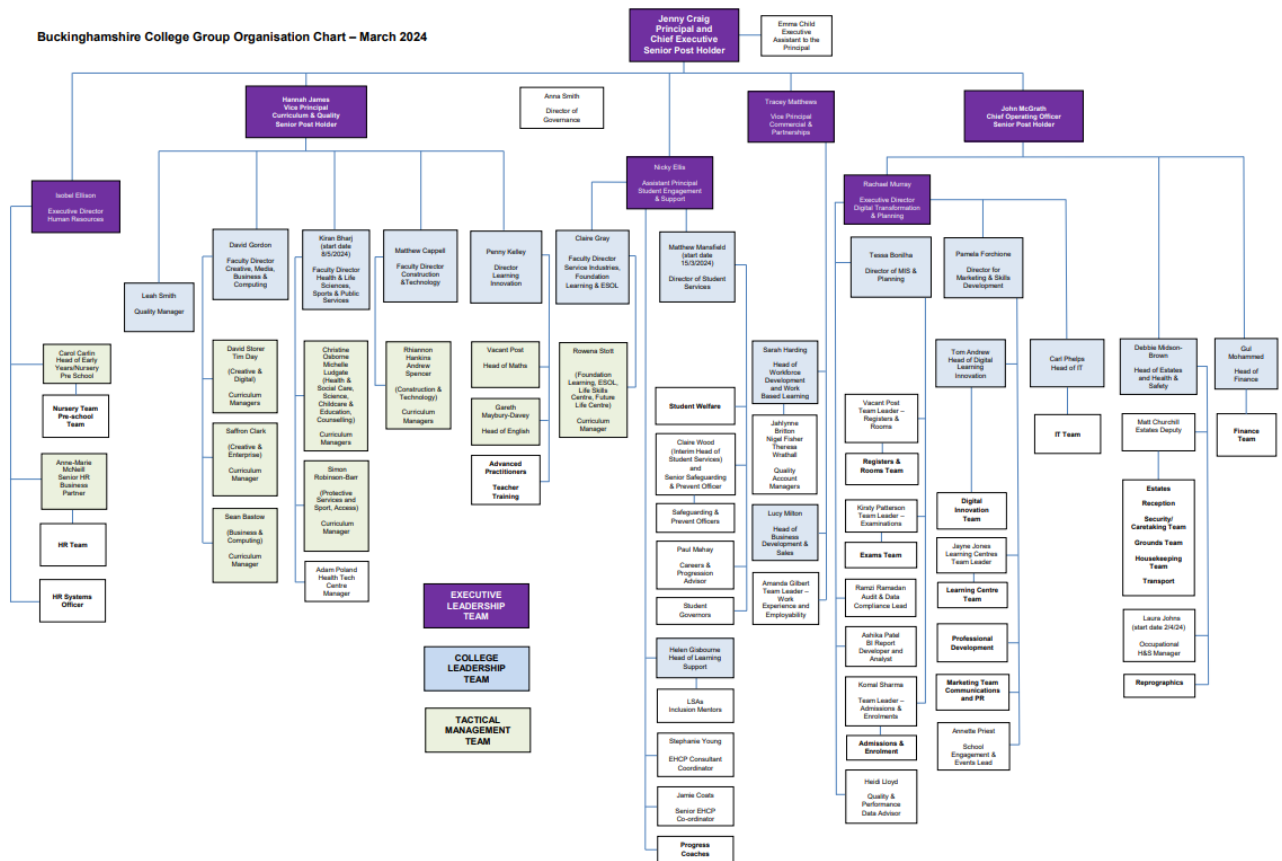 Buckinghamshire College Group Organisation Chart – March 2024
Jenny Craig
Principal and
Chief Executive
Senior Post Holder
Emma Child
Executive
Assistant to the
Principal
Hannah James
Vice Principal
Curriculum & Quality
Senior Post Holder
Anna Smith
Director of
Governance
Tracey Matthews
Vice Principal
Commercial &
Partnerships
John McGrath
Chief Operating Officer
Senior Post Holder
Isobel Ellison
Executive Director
Human Resources
Nicky Ellis
Assistant Principal
Student Engagement
& Support
Rachael Murray
Executive Director
Digital Transformation
& Planning
Leah Smith
Quality Manager
David Gordon
Faculty Director
Creative, Media,
Business &
Computing
Kiran Bharj
(start date
8/5/2024)
Faculty Director
Health & Life
Sciences,
Sports & Public
Services
Matthew Cappell
Faculty Director
Construction
&Technology
Penny Kelley
Director
Learning
Innovation
Claire Gray
Faculty Director
Service Industries,
Foundation
Learning & ESOL
Matthew Mansfield
(start date
15/3/2024)
Director of Student
Services
Tessa Bonitha
Director of MIS &
Planning
Pamela Forchione
Director for
Marketing & Skills
Development
Carol Carlin
Head of Early
Years/Nursery
Pre School
Nursery Team
Pre-school
Team
Anne-Marie
McNeill
Senior HR
Business
Partner
HR Team
HR Systems
Officer
David Storer
Tim Day
(Creative &
Digital)
Curriculum
Managers
Saffron Clark
(Creative &
Enterprise)
Curriculum
Manager
Sean Bastow
(Business &
Computing)
Curriculum
Manager
Christine
Osborne
Michelle
Ludgate
(Health &
Social Care,
Science,
Childcare &
Education,
Counselling)
Curriculum
Managers
Simon
Robinson-Barr
(Protective
Services and
Sport, Access)
Curriculum
Manager
Adam Poland
Health Tech
Centre
Manager
Rhiannon
Hankins
Andrew
Spencer
(Construction &
Technology)
Curriculum
Managers
Vacant Post
Head of Maths
Gareth
Maybury-Davey
Head of English
Advanced
Practitioners
Teacher
Training
Rowena Stott
(Foundation
Learning, ESOL,
Life Skills
Centre, Future
Life Centre)
Curriculum
Manager
Student Welfare
Claire Wood
(Interim Head of
Student Services)
and
Senior Safeguarding
& Prevent Officer
Safeguarding &
Prevent Officers
Paul Mahay
Careers &
Progression
Advisor
Student
Governors
Helen Gisbourne
Head of Learning
Support
LSAs
Inclusion Mentors
Stephanie Young
EHCP Consultant
Coordinator
Jamie Coats
Senior EHCP
Co-ordinator
Progress
Coaches
Sarah Harding
Head of
Workforce
Development
and Work
Based Learning
Jahlynne
Britton
Nigel Fisher
Theresa
Wrathall
Quality
Account
Managers
Lucy Milton
Head of
Business
Development &
Sales
Amanda Gilbert
Team Leader –
Work
Experience and
Employability
Vacant Post
Team Leader –
Registers &
Rooms
Registers &
Rooms Team
Kirsty Patterson
Team Leader –
Examinations
Exams Team
Ramzi Ramadan
Audit & Data
Compliance Lead
Ashika Patel
BI Report
Developer and
Analyst
Komal Sharma
Team Leader –
Admissions &
Enrolments
Admissions &
Enrolment
Heidi Lloyd
Quality &
Performance
Data Advisor
Tom Andrew
Head of Digital
Learning
Innovation
Digital
Innovation
Team
Jayne Jones
Learning Centres
Team Leader
Learning Centre
Team
Professional
Development
Marketing Team
Communications
and PR
Annette Priest
School
Engagement &
Events Lead
Carl Phelps
Head of IT
IT Team
Debbie Midson-
Brown
Head of Estates
and Health &
Safety
Matt Churchill
Estates Deputy
Estates
Reception
Security/
Caretaking Team
Grounds Team
Housekeeping
Team
Transport
Laura Johns
(start date 2/4/24)
Occupational
H&S Manager
Reprographics
Gul
Mohammed
Head of
Finance
Finance
Team
EXECUTIVE
LEADERSHIP
TEAM
COLLEGE
LEADERSHIP
TEAM
TACTICAL
MANAGEMENT
TEAM